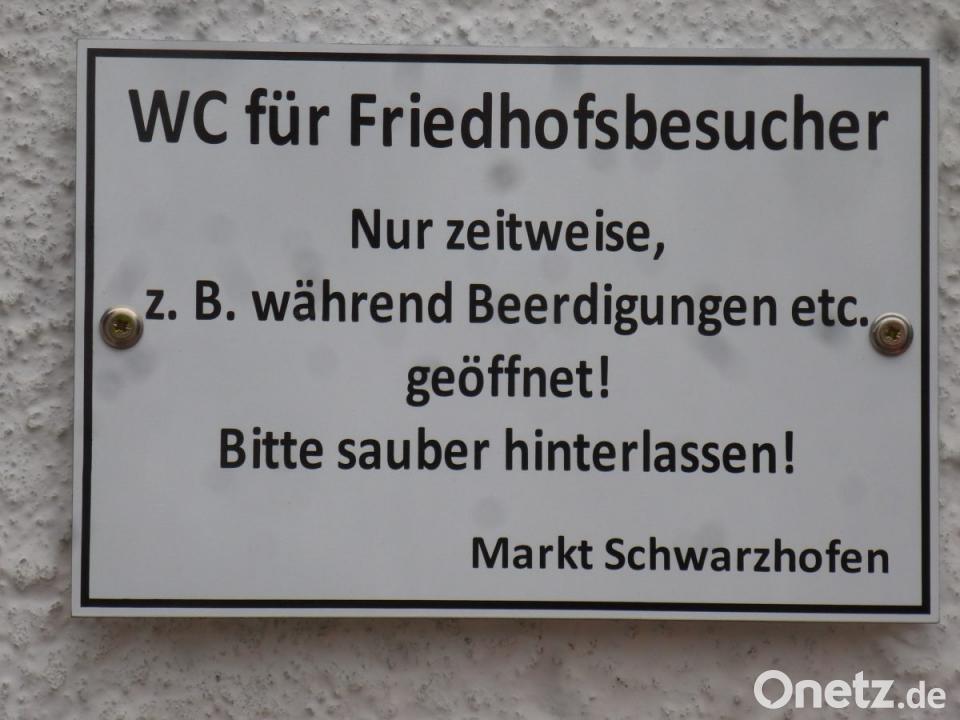 WC für Friedhofsbesucher
Nur zeitweise,
z. B. während Beerdigungen etc.
geöffnet!
Bitte sauber hinterlassen!
Markt Schwarzhofen
Onetz.de